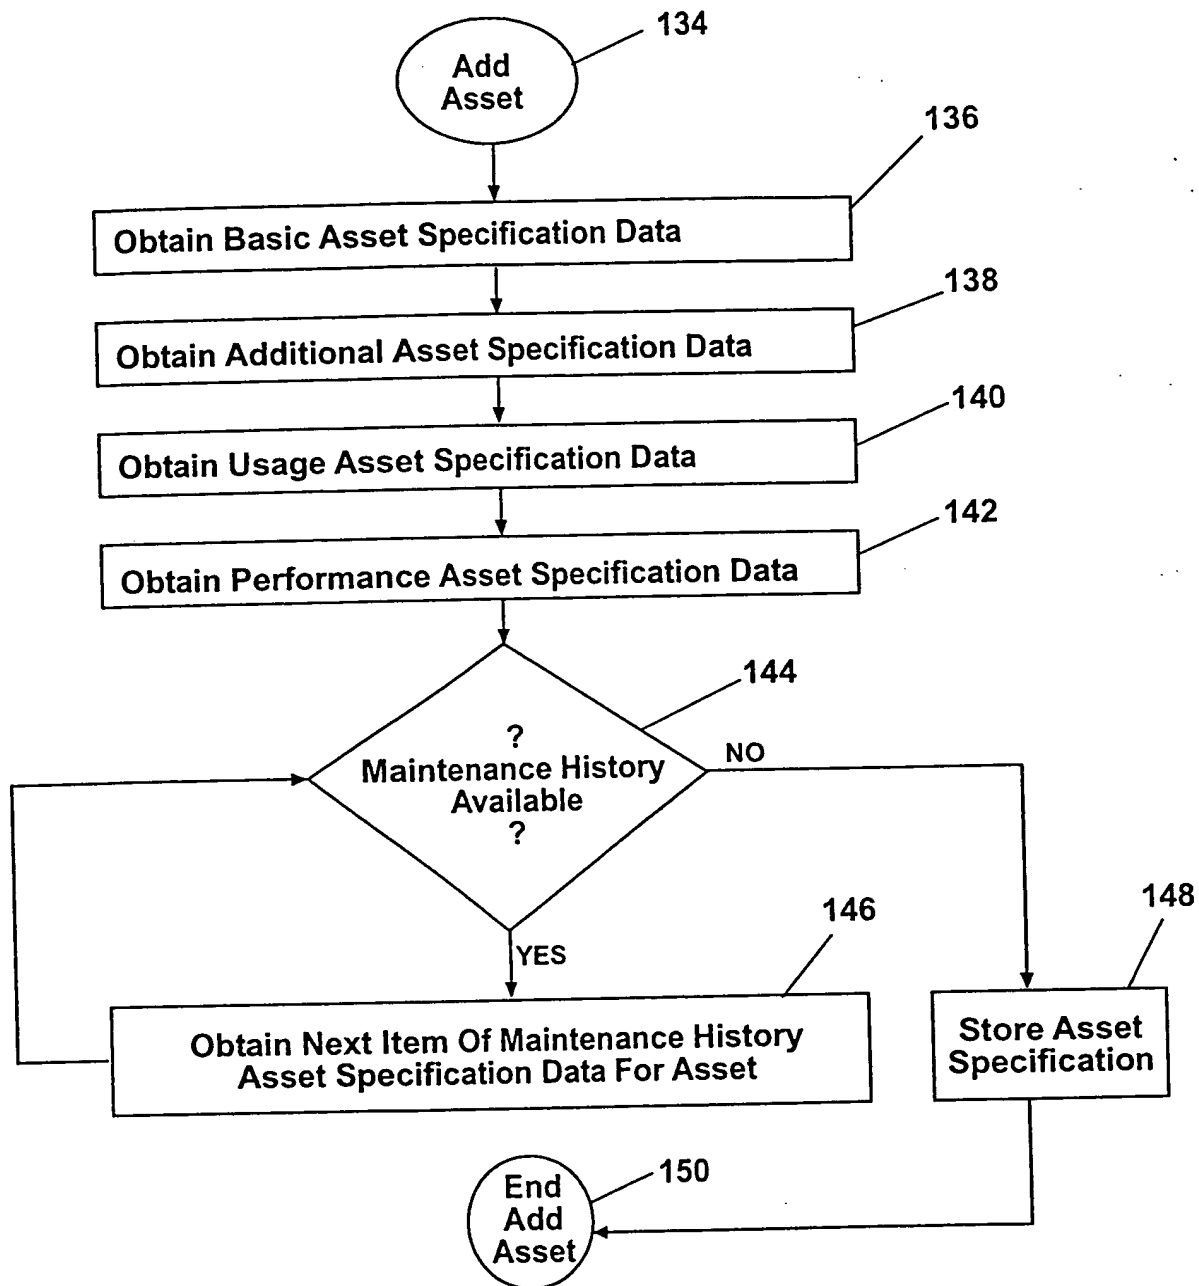 134
Add
Asset
136
Obtain Basic Asset Specification Data
138
Obtain Additional Asset Specification Data
140
Obtain Usage Asset Specification Data
142
Obtain Performance Asset Specification Data
144
?
Maintenance History
Available
?
NO
YES
146
Obtain Next Item Of Maintenance History
Asset Specification Data For Asset
148
Store Asset
Specification
150
End
Add
Asset